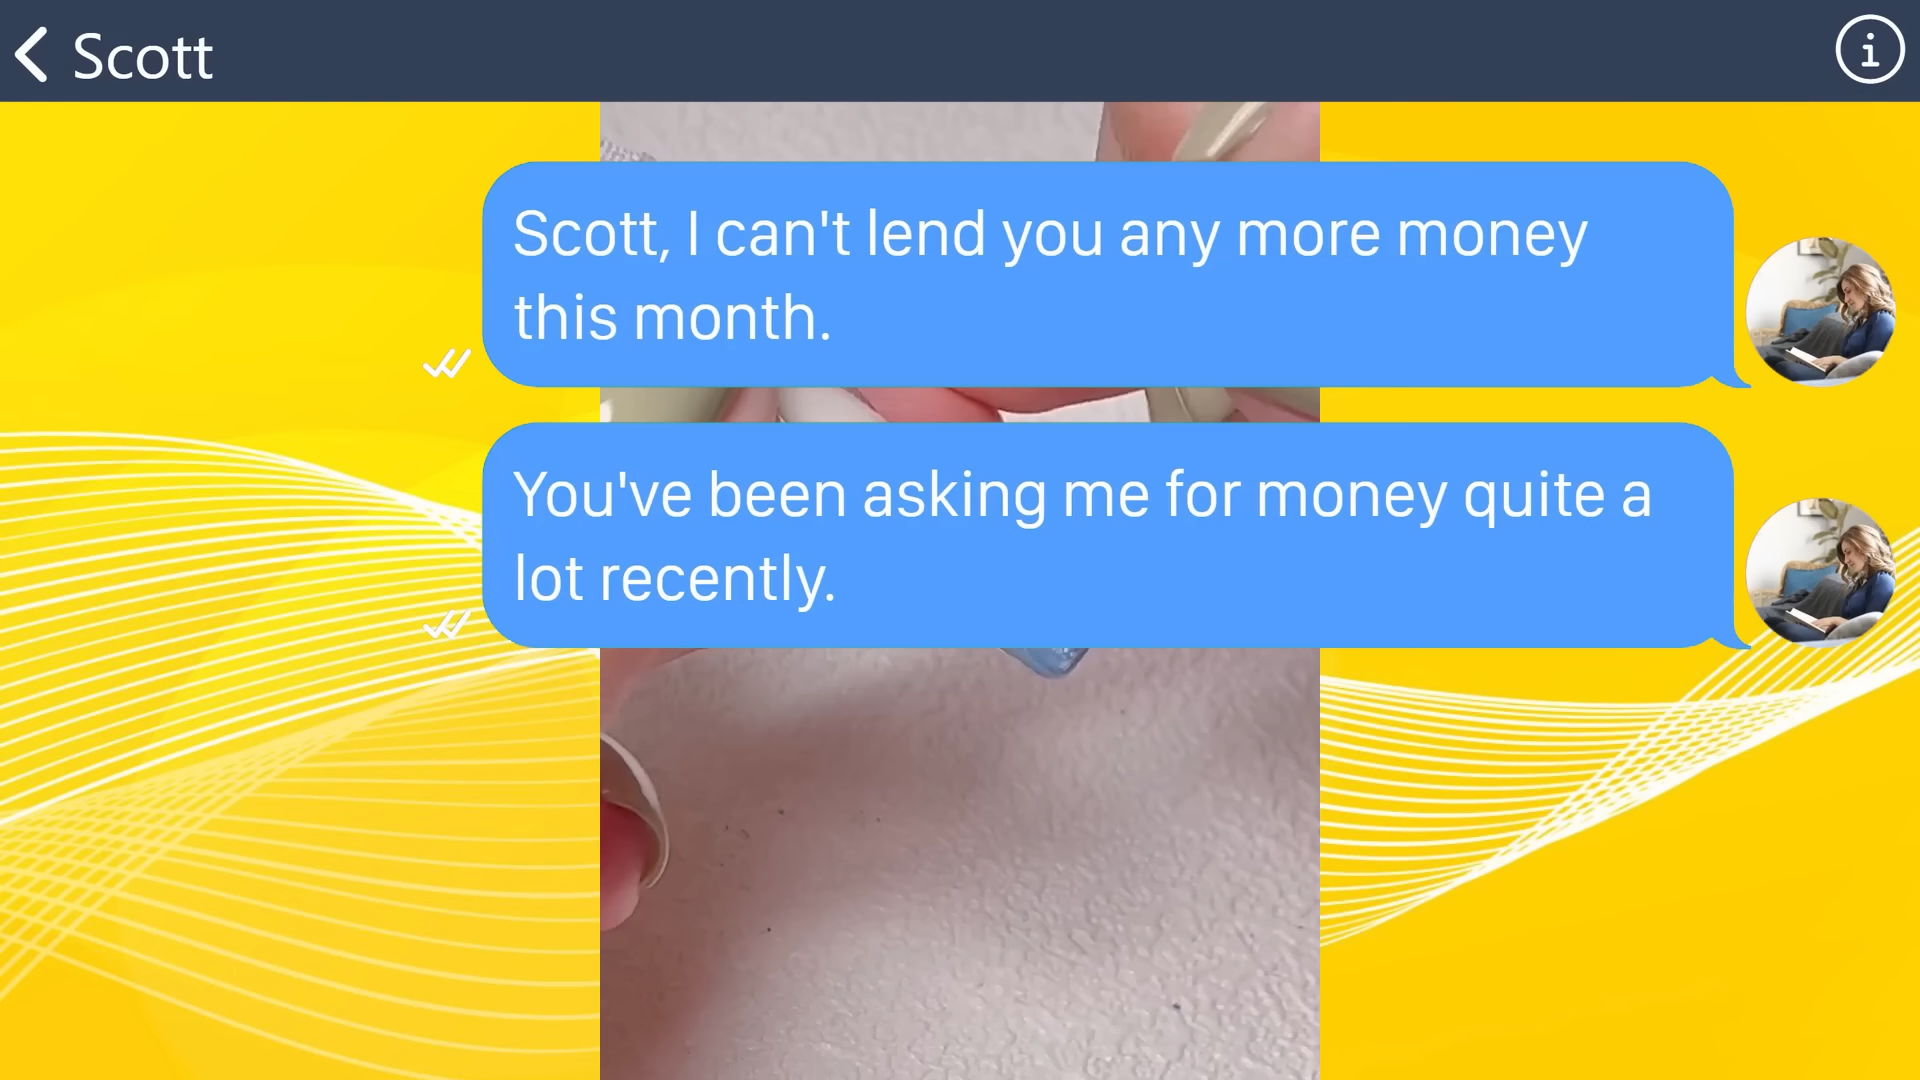 Scott
Scott, I can't lend you any more money
this month.
You've been asking me for money quite a
lot recently.